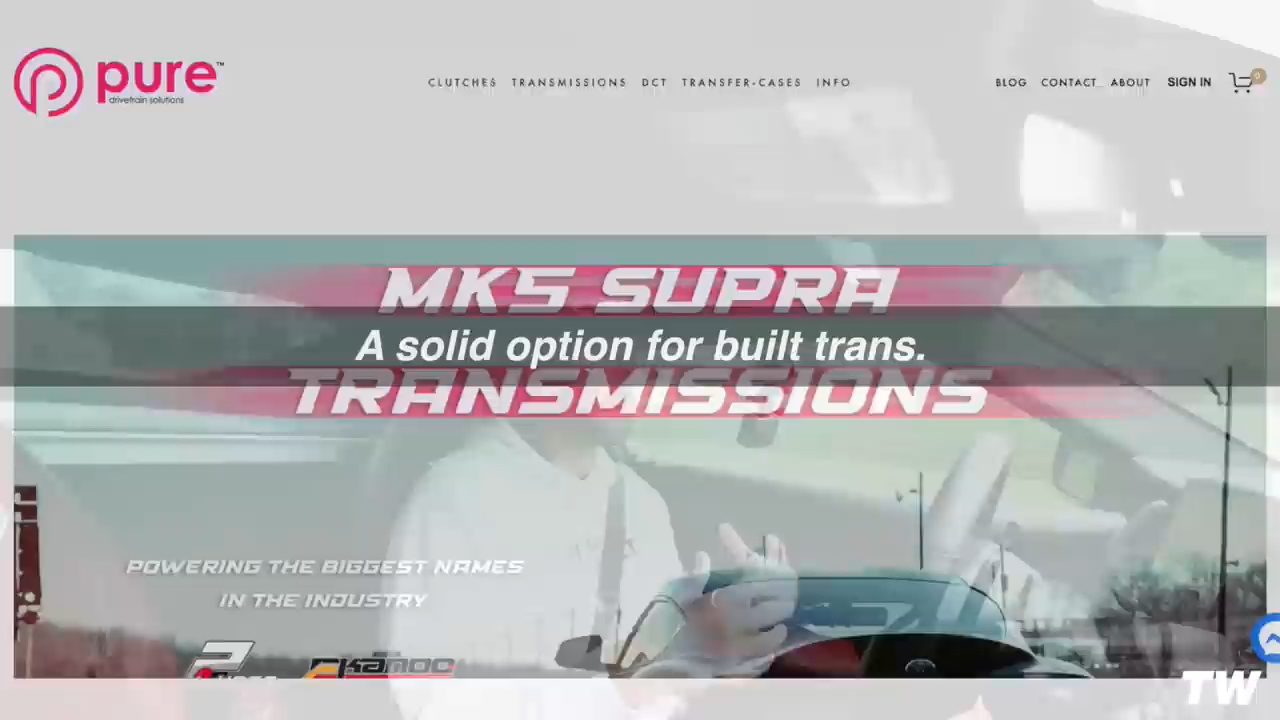 pure™
drivetrain solutions
CLUTCHES TRANSMISSIONS DCT TRANSFER-CASES INFO
BLOG CONTACT ABOUT SIGN IN
0
MK5 SUPRA
A solid option for built trans.
TRANSMISSIONS
POWERING THE BIGGEST NAMES
IN THE INDUSTRY
TW